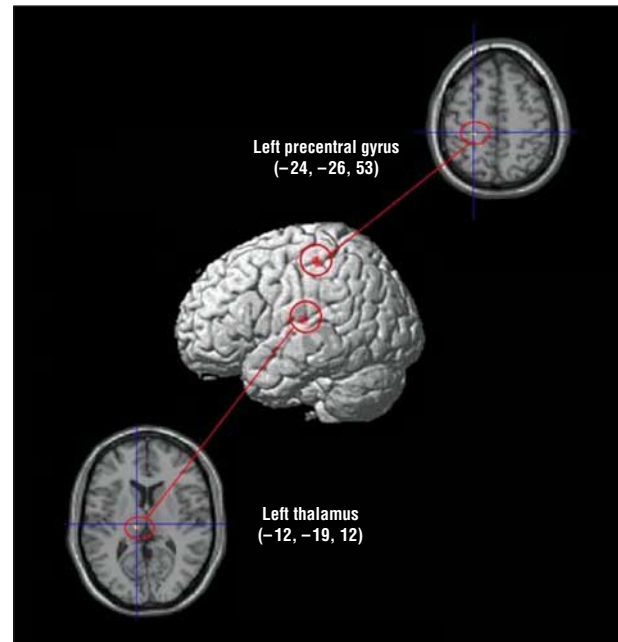 Left precentral gyrus
(−24, −26, 53)
Left thalamus
(−12, −19, 12)